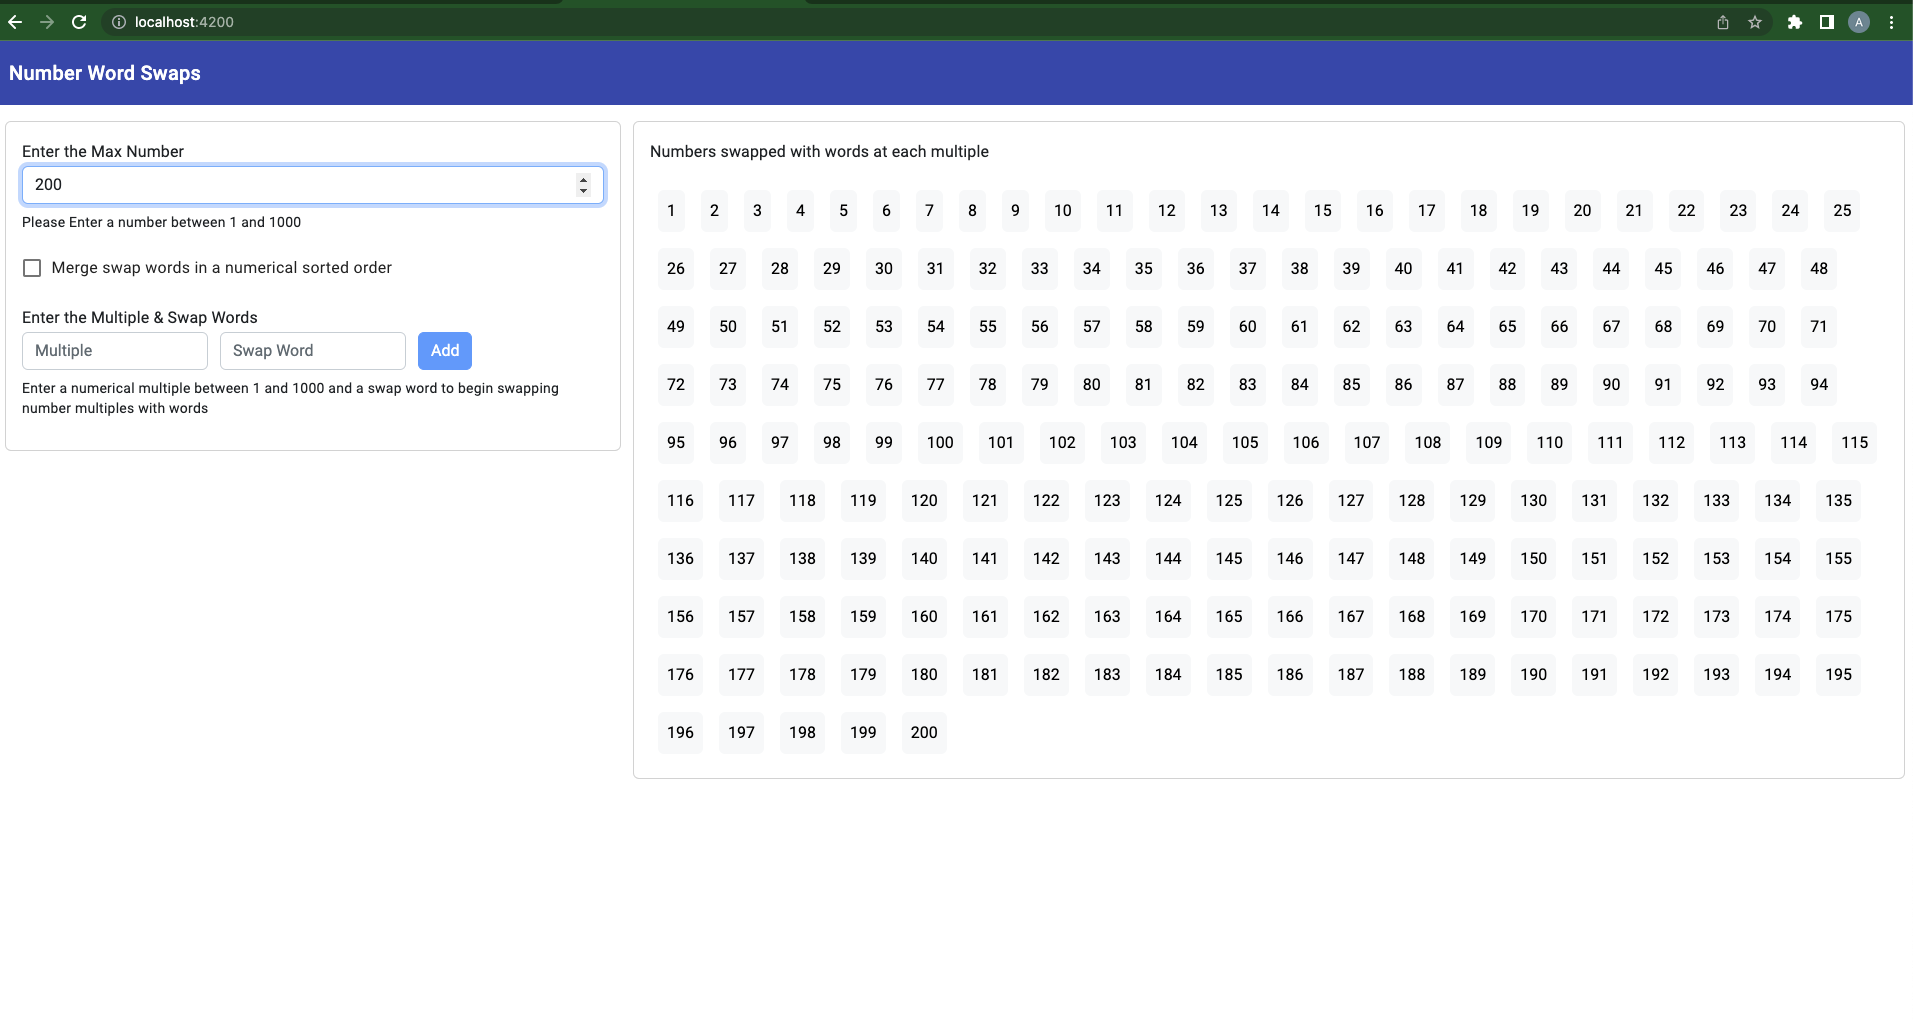 localhost:4200
A
Number Word Swaps
Enter the Max Number
200
Please Enter a number between 1 and 1000
Merge swap words in a numerical sorted order
Enter the Multiple & Swap Words
Multiple Swap Word Add
Enter a numerical multiple between 1 and 1000 and a swap word to begin swapping
number multiples with words
Numbers swapped with words at each multiple
1 2 3 4 5 6 7 8 9 10 11 12 13 14 15 16 17 18 19 20 21 22 23 24 25
26 27 28 29 30 31 32 33 34 35 36 37 38 39 40 41 42 43 44 45 46 47 48
49 50 51 52 53 54 55 56 57 58 59 60 61 62 63 64 65 66 67 68 69 70 71
72 73 74 75 76 77 78 79 80 81 82 83 84 85 86 87 88 89 90 91 92 93 94
95 96 97 98 99 100 101 102 103 104 105 106 107 108 109 110 111 112 113 114 115
116 117 118 119 120 121 122 123 124 125 126 127 128 129 130 131 132 133 134 135
136 137 138 139 140 141 142 143 144 145 146 147 148 149 150 151 152 153 154 155
156 157 158 159 160 161 162 163 164 165 166 167 168 169 170 171 172 173 174 175
176 177 178 179 180 181 182 183 184 185 186 187 188 189 190 191 192 193 194 195
196 197 198 199 200